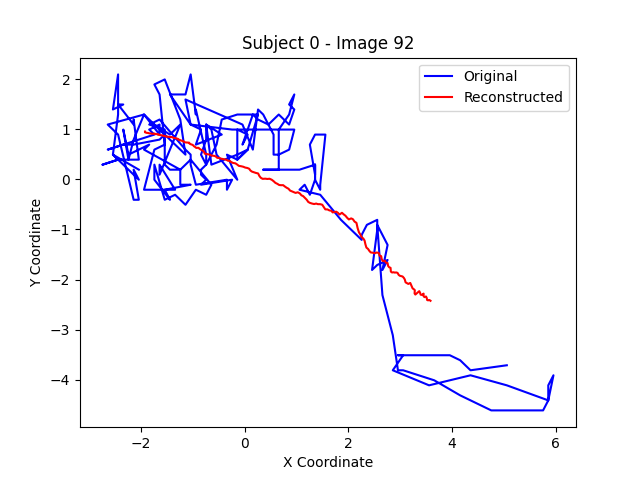 Subject 0 - Image 92
Original
Reconstructed
2
1
0
−1
−2
−3
−4
Y Coordinate
−2 0 2 4 6
X Coordinate